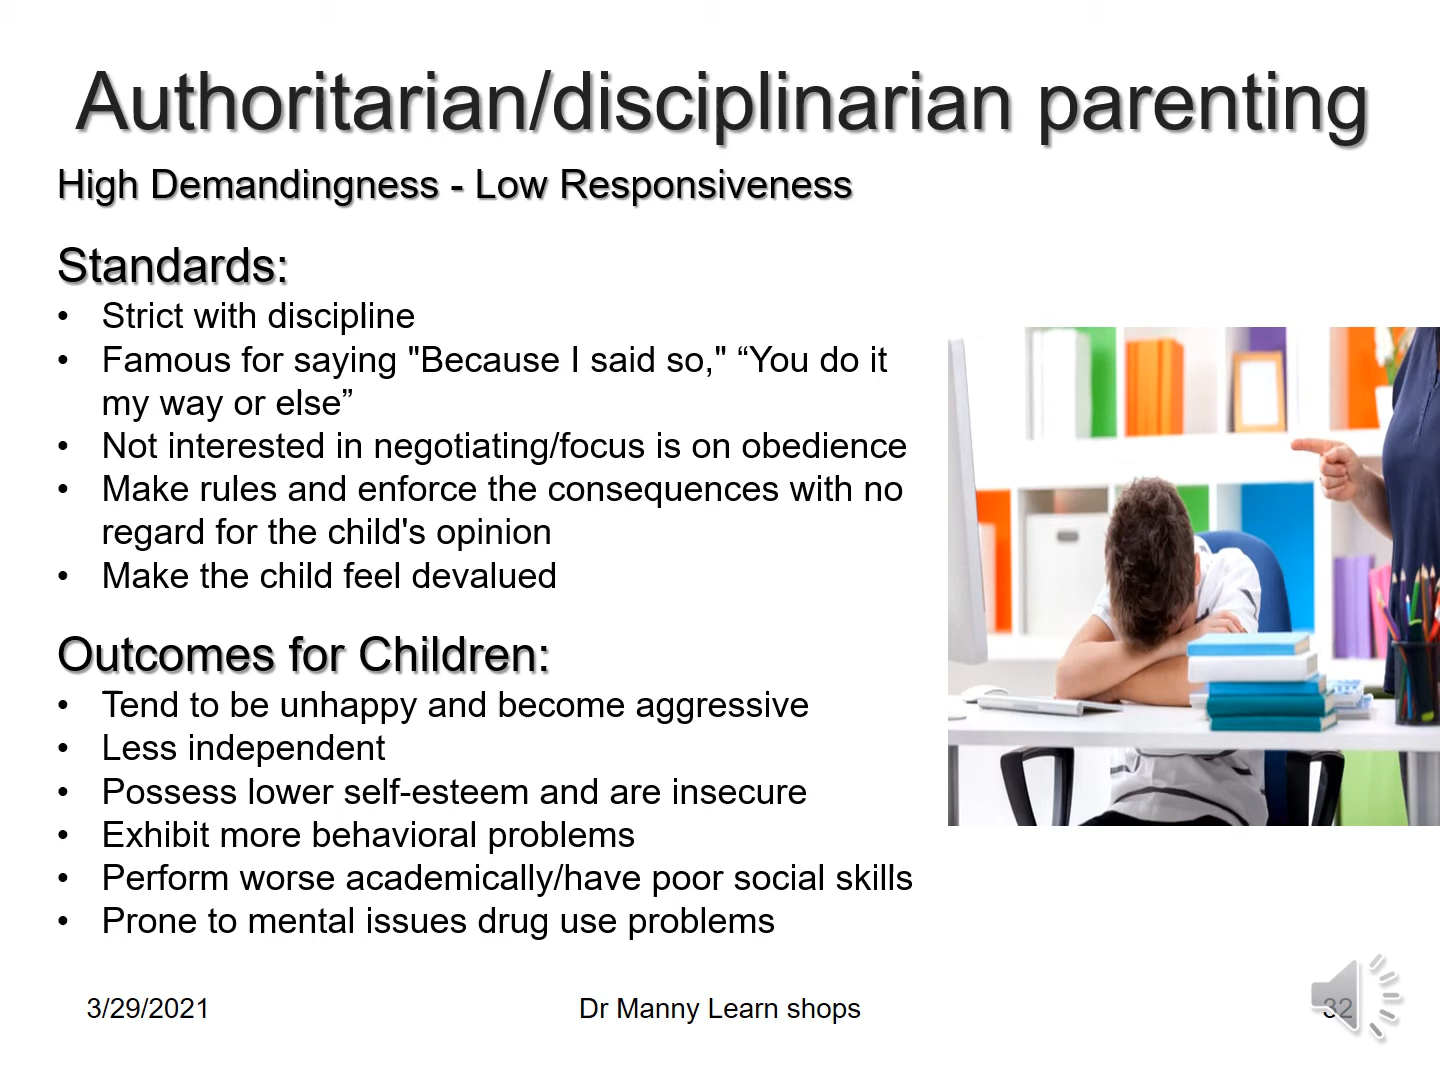 Authoritarian/disciplinarian parenting
High Demandingness - Low Responsiveness
Standards:
• Strict with discipline
• Famous for saying "Because I said so," “You do it
my way or else”
• Not interested in negotiating/focus is on obedience
• Make rules and enforce the consequences with no
regard for the child's opinion
• Make the child feel devalued
Outcomes for Children:
• Tend to be unhappy and become aggressive
• Less independent
• Possess lower self-esteem and are insecure
• Exhibit more behavioral problems
• Perform worse academically/have poor social skills
• Prone to mental issues drug use problems
3/29/2021
Dr Manny Learn shops
32